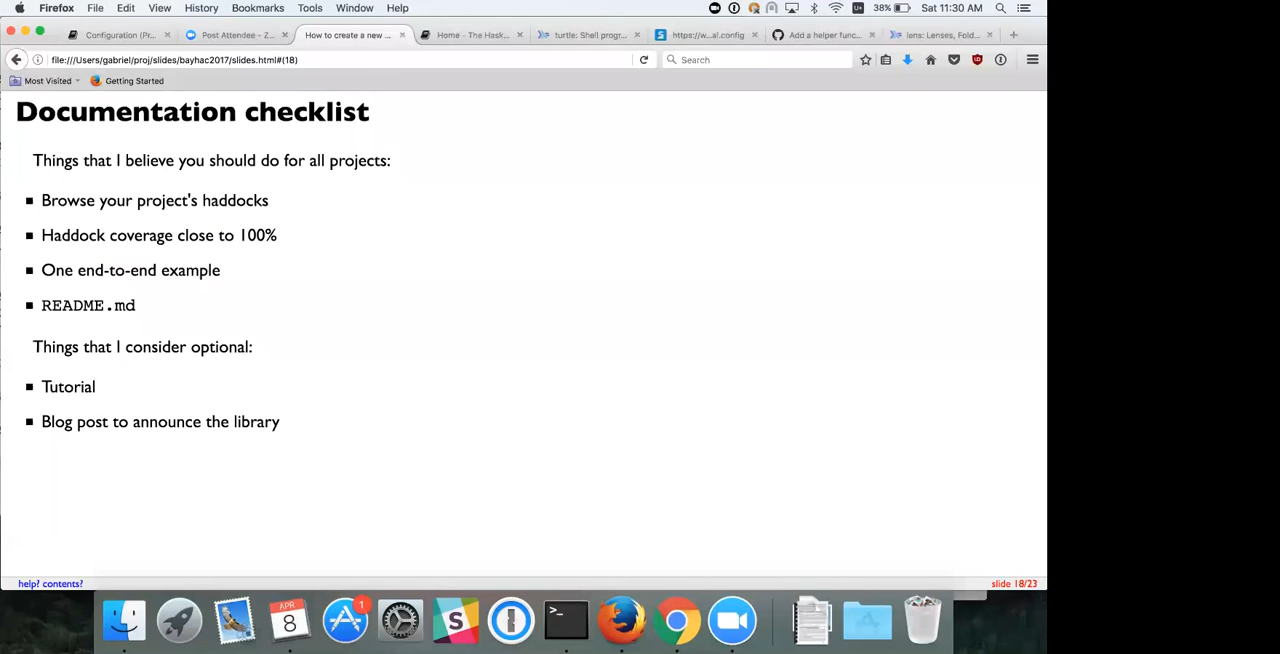 Firefox File Edit View History Bookmarks Tools Window Help 38% Sat 11:30 AM
Configuration (Pr... Post Attendee - Z... How to create a new ... Home - The Hask... turtle: Shell progr... https://w...al.config Add a helper func... lens: Lenses, Fold...
file:///Users/gabriel/proj/slides/bayhac2017/slides.html#(18) Search
Most Visited Getting Started
Documentation checklist
Things that I believe you should do for all projects:
Browse your project's haddocks
Haddock coverage close to 100%
One end-to-end example
README.md
Things that I consider optional:
Tutorial
Blog post to announce the library
help? contents? slide 18/23
APR 1
8